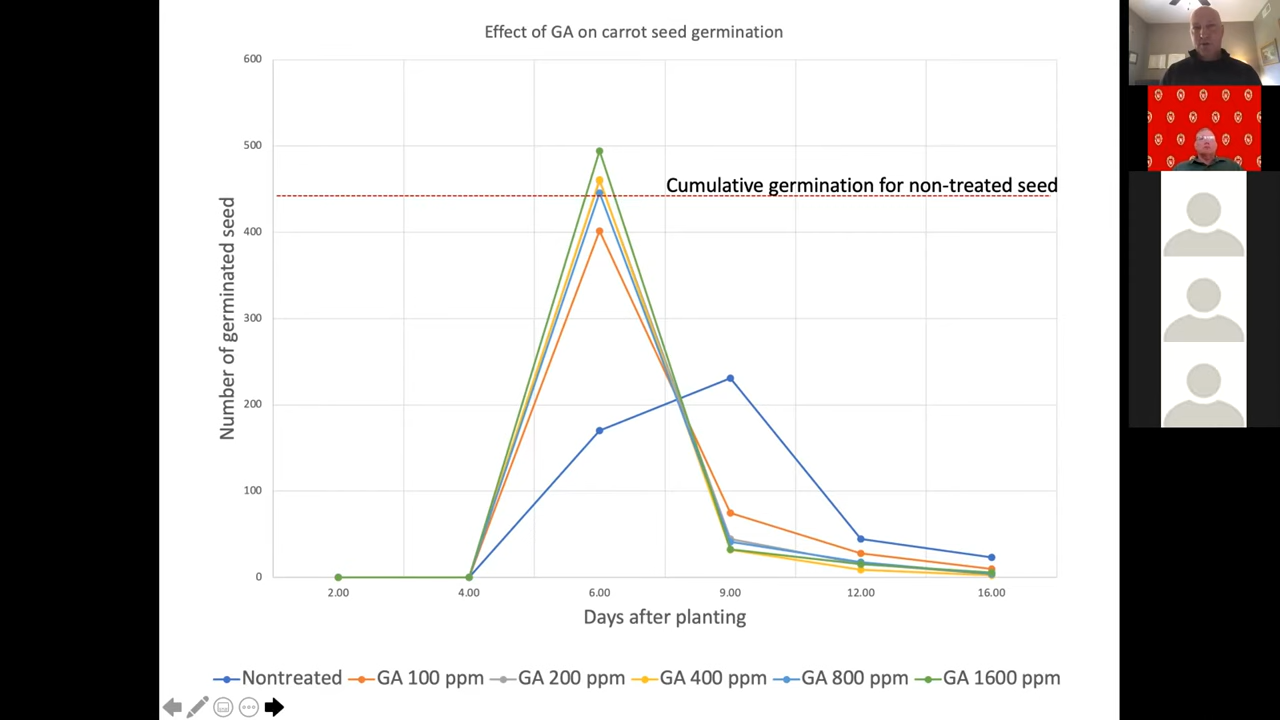 Effect of GA on carrot seed germination
600
500
400
300
200
100
0
Number of germinated seed
Cumulative germination for non-treated seed
2.00 4.00 6.00 9.00 12.00 16.00
Days after planting
Nontreated GA 100 ppm GA 200 ppm GA 400 ppm GA 800 ppm GA 1600 ppm